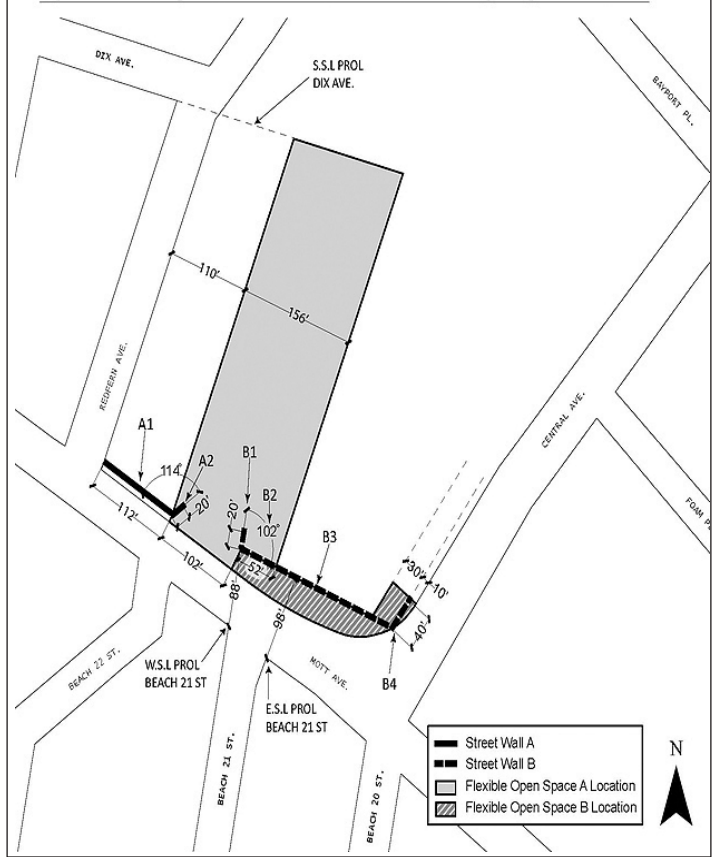 DIX AVE.
S.S.L PROL
DIX AVE.
BAYPORT PL.
110'
156'
REDFERN AVE.
CENTRAL AVE.
A1
114°
A2
20'
B1
B2
20'
102°
B3
52'
112'
102'
88'
98'
30'
10'
40'
B4
FOAM PL
BEACH 22 ST.
W.S.L PROL
BEACH 21 ST
E.S.L PROL
BEACH 21 ST
MOTT AVE.
BEACH 21 ST.
BEACH 20 ST.
Street Wall A
Street Wall B
Flexible Open Space A Location
Flexible Open Space B Location
N